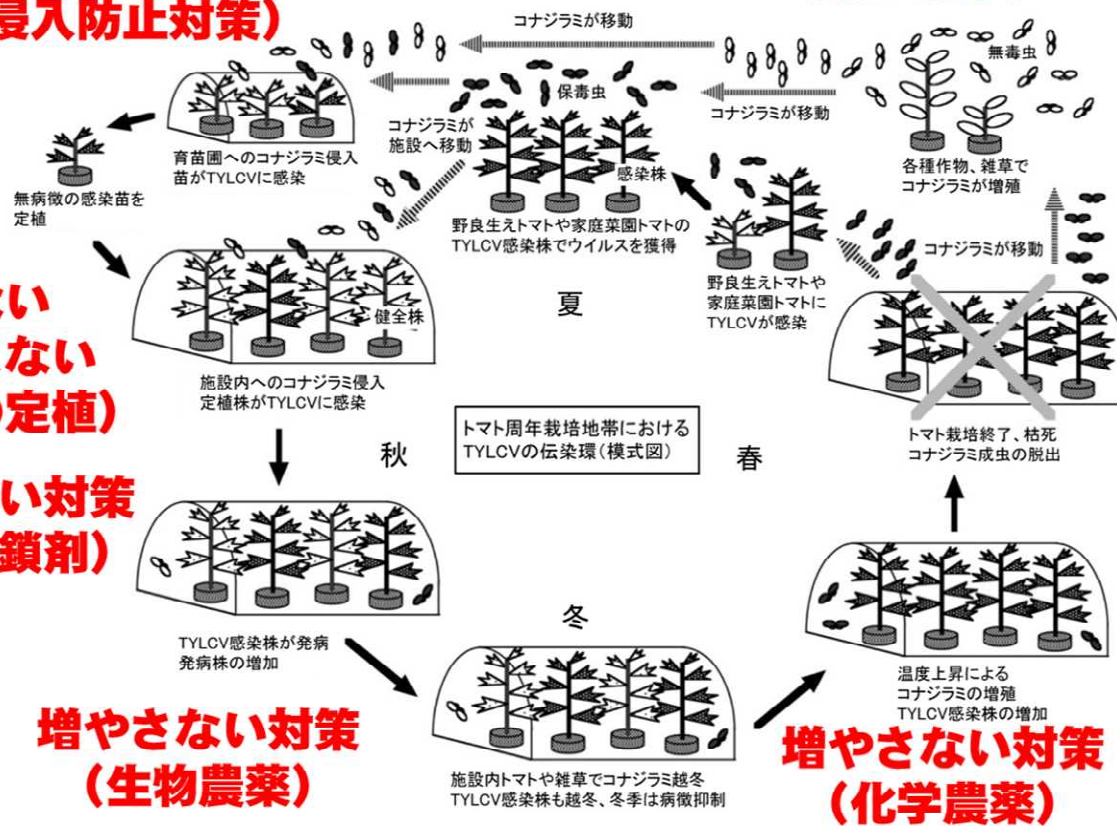 侵入防止対策）
コナジラミが移動
無毒虫
保毒虫
コナジラミが移動
コナジラミが
施設へ移動
感染株
各種作物、雑草で
コナジラミが増殖
育苗圃へのコナジラミ侵入
苗がTYLCVに感染
無病徴の感染苗を
定植
野良生えトマトや家庭菜園トマトの
TYLCV感染株でウイルスを獲得
コナジラミが移動
野良生えトマトや
家庭菜園トマトに
TYLCVが感染
夏
健全株
ない
の定植）
施設内へのコナジラミ侵入
定植株がTYLCVに感染
トマト周年栽培地帯における
TYLCVの伝染環（模式図）
秋
春
トマト栽培終了、枯死
コナジラミ成虫の脱出
い対策
鎖剤）
冬
TYLCV感染株が発病
発病株の増加
温度上昇による
コナジラミの増殖
TYLCV感染株の増加
増やさない対策
（生物農薬）
施設内トマトや雑草でコナジラミ越冬
TYLCV感染株も越冬、冬季は病徴抑制
増やさない対策
（化学農薬）